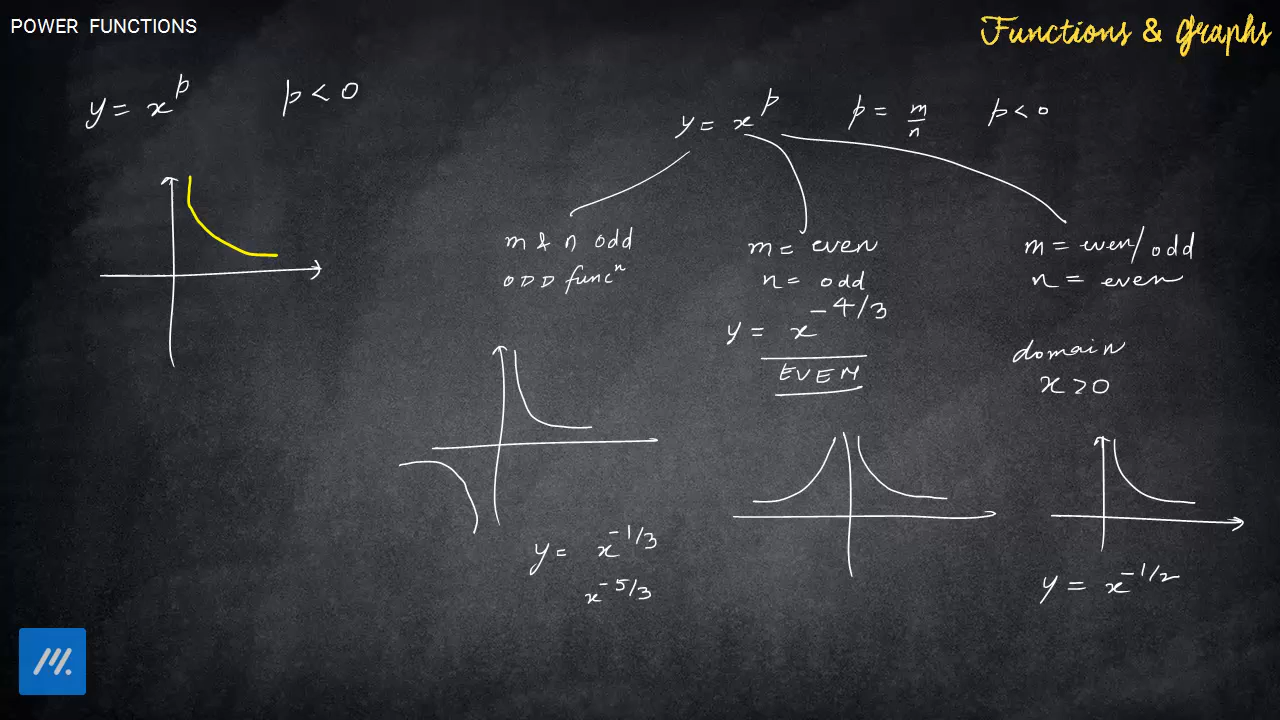 POWER FUNCTIONS
Functions & Graphs
y = x^p p < 0
y = x^p p = m/n p < 0
m & n odd
ODD func^n
m = even
n = odd
y = x^-4/3
EVEN
m = even/odd
n = even
domain
x > 0
y = x^-1/3
x^-5/3
y = x^-1/2